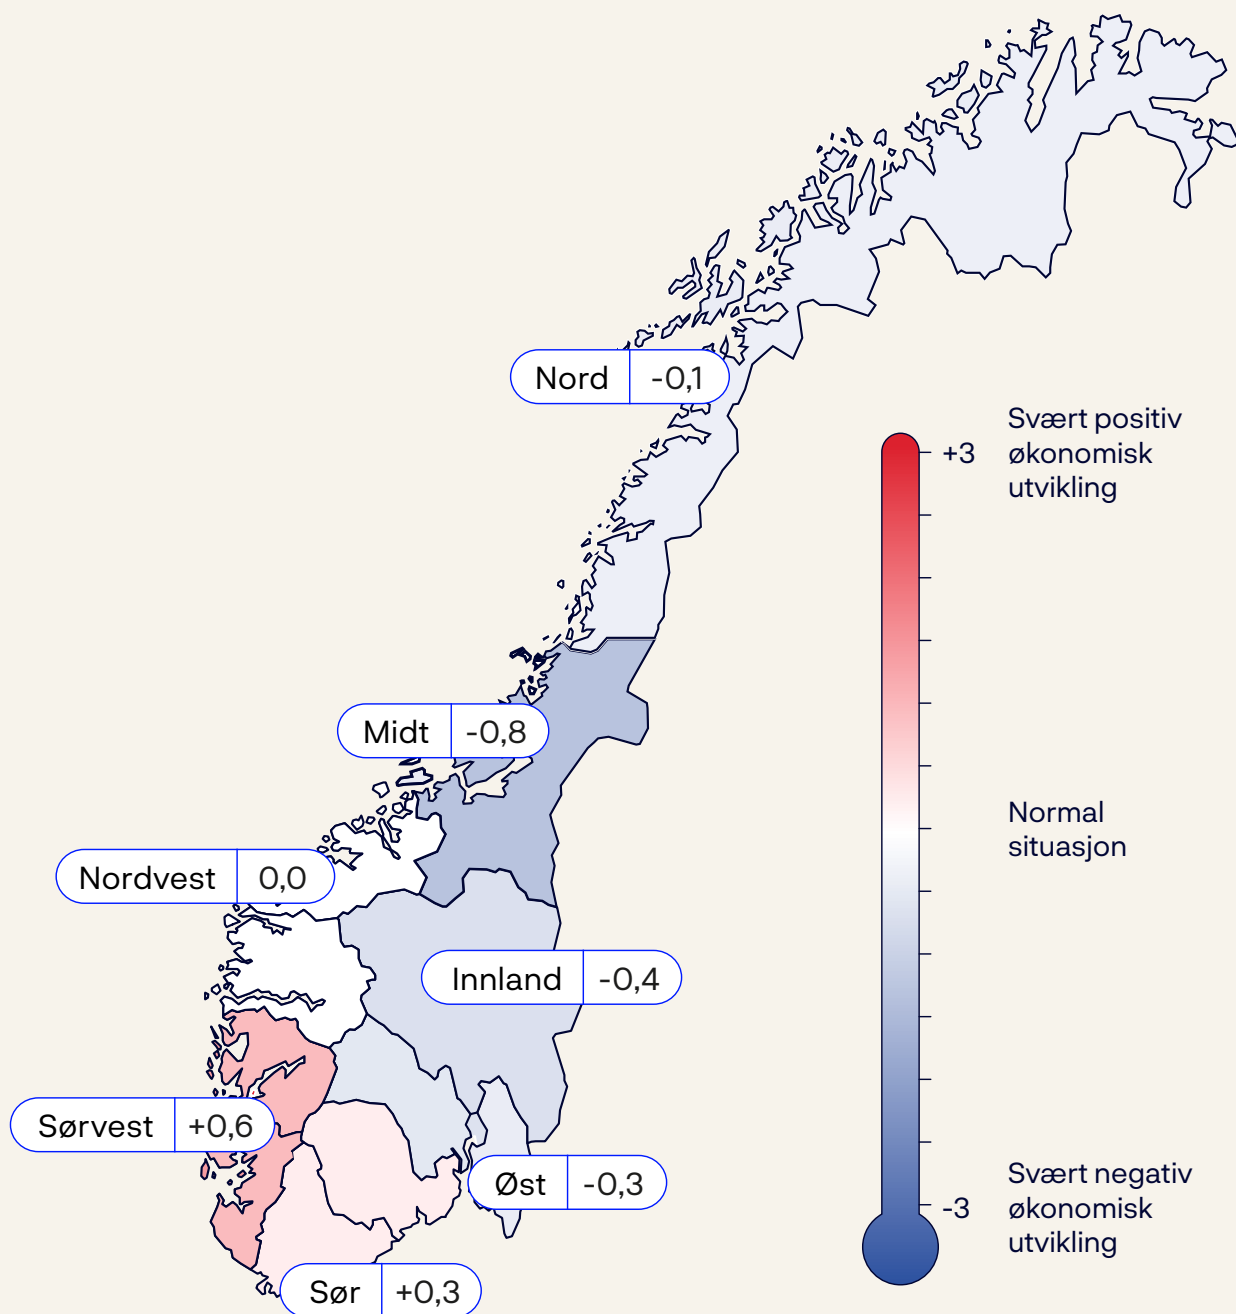 Nord -0,1
Svært positiv
økonomisk
utvikling
+3
Midt -0,8
Normal
situasjon
Nordvest 0,0
Innland -0,4
Sørvest +0,6
Øst -0,3
Svært negativ
økonomisk
utvikling
-3
Sør +0,3